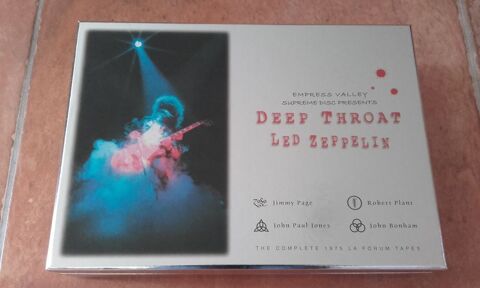 EMPRESS VALLEY
SUPREME DISC PRESENTS
DEEP THROAT
LED ZEPPELIN
Jimmy Page
Robert Plant
John Paul Jones
John Bonham
THE COMPLETE 1975 LA FORUM TAPES